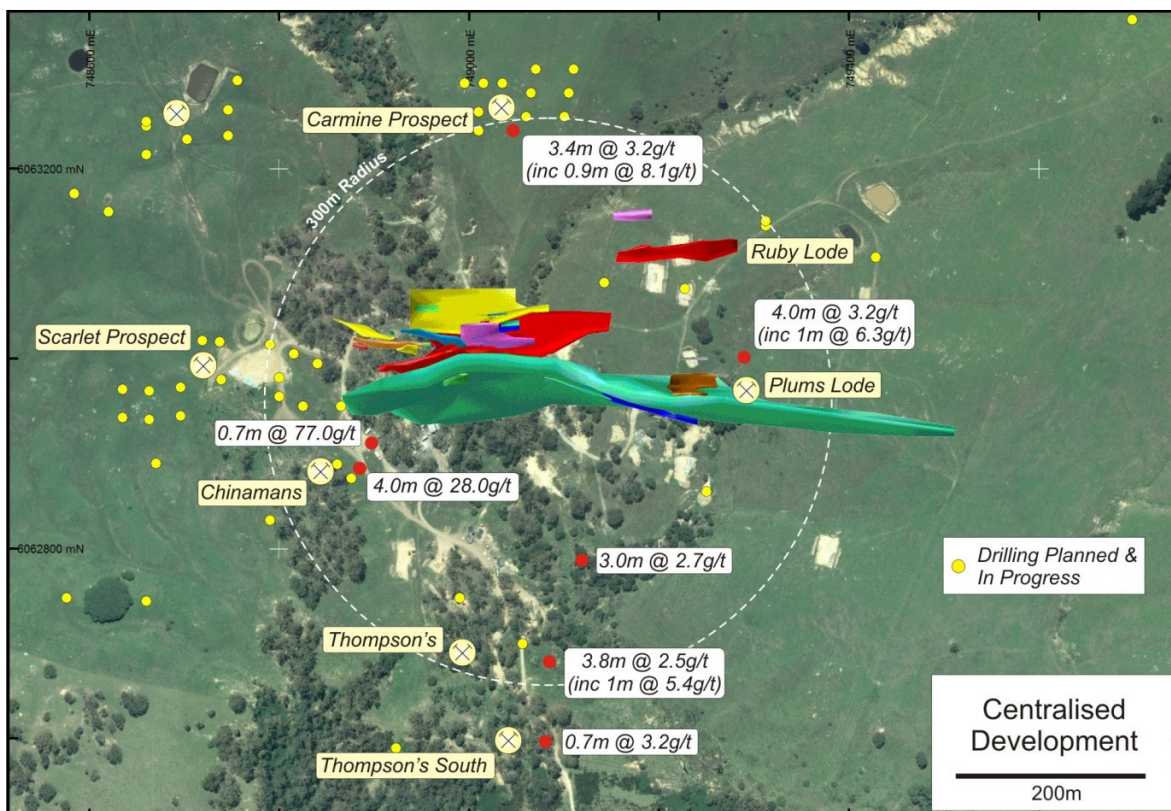 748600 mE
749000 mE
749400 mE
Carmine Prospect
3.4m @ 3.2g/t
(inc 0.9m @ 8.1g/t)
6063200 mN
300m Radius
Ruby Lode
4.0m @ 3.2g/t
(inc 1m @ 6.3g/t)
Scarlet Prospect
Plums Lode
0.7m @ 77.0g/t
Chinamans
4.0m @ 28.0g/t
6062800 mN
3.0m @ 2.7g/t
Drilling Planned &
In Progress
Thompson's
3.8m @ 2.5g/t
(inc 1m @ 5.4g/t)
Thompson's South
0.7m @ 3.2g/t
Centralised
Development
200m